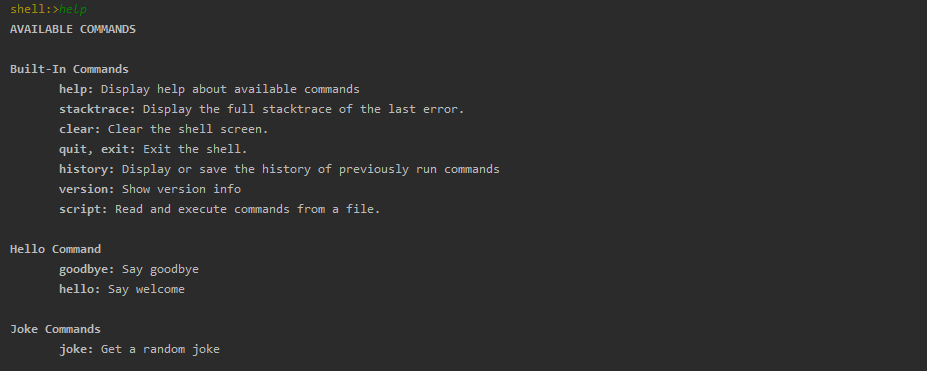 shell:>help
AVAILABLE COMMANDS
Built-In Commands
help: Display help about available commands
stacktrace: Display the full stacktrace of the last error.
clear: Clear the shell screen.
quit, exit: Exit the shell.
history: Display or save the history of previously run commands
version: Show version info
script: Read and execute commands from a file.
Hello Command
goodbye: Say goodbye
hello: Say welcome
Joke Commands
joke: Get a random joke